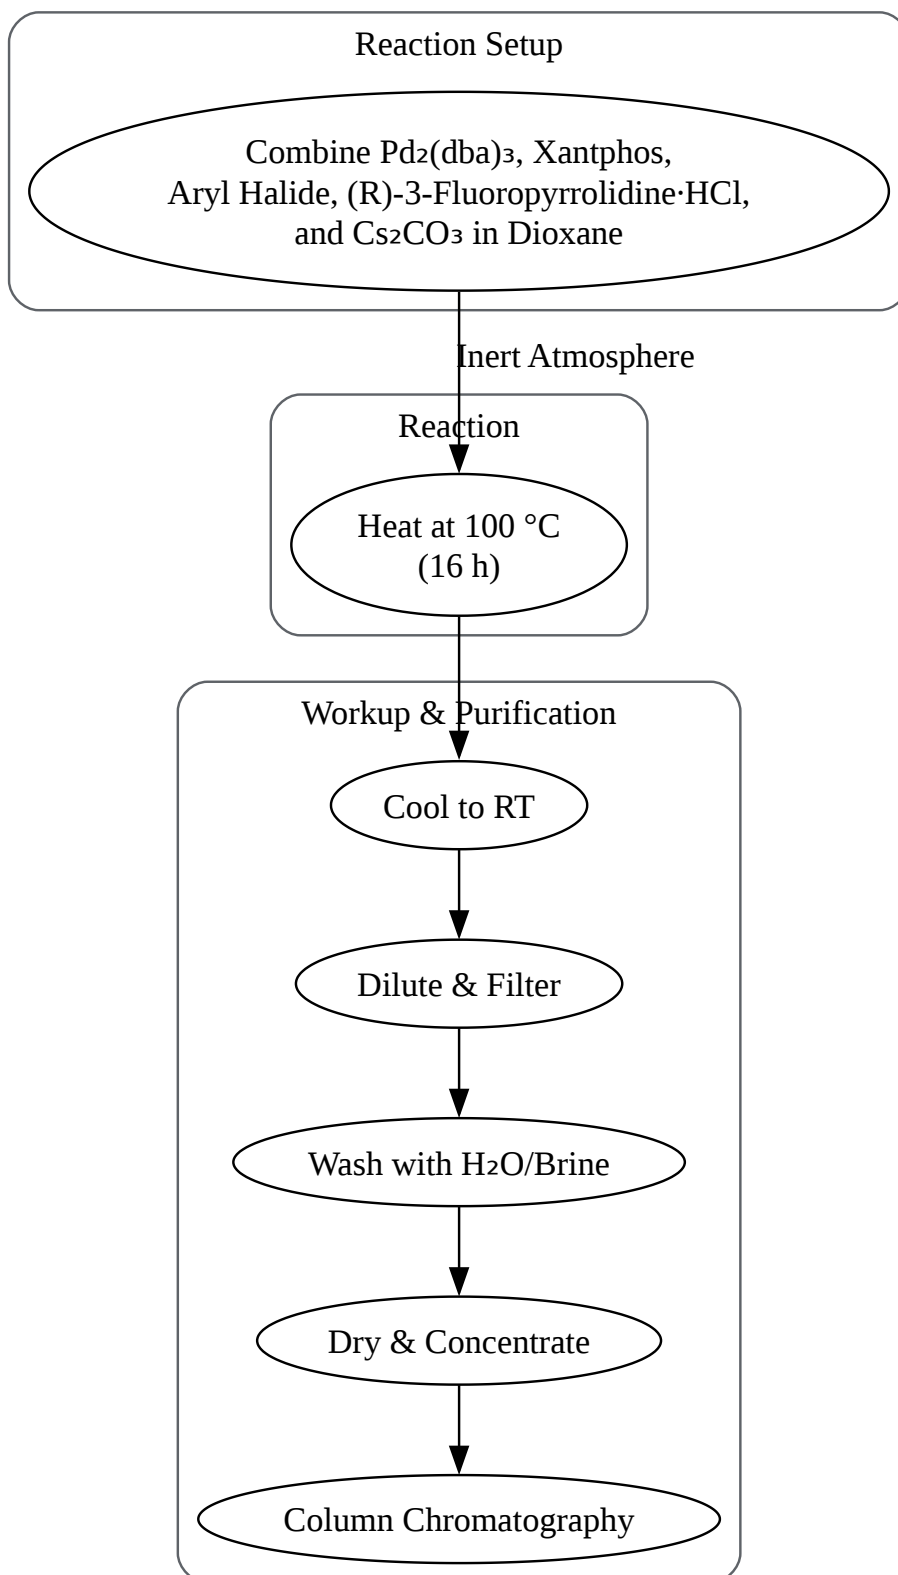 Reaction Setup
Combine Pd₂(dba)₃, Xantphos,
Aryl Halide, (R)-3-Fluoropyrrolidine·HCl,
and Cs₂CO₃ in Dioxane
Inert Atmosphere
Reaction
Heat at 100 °C
(16 h)
Workup & Purification
Cool to RT
Dilute & Filter
Wash with H₂O/Brine
Dry & Concentrate
Column Chromatography